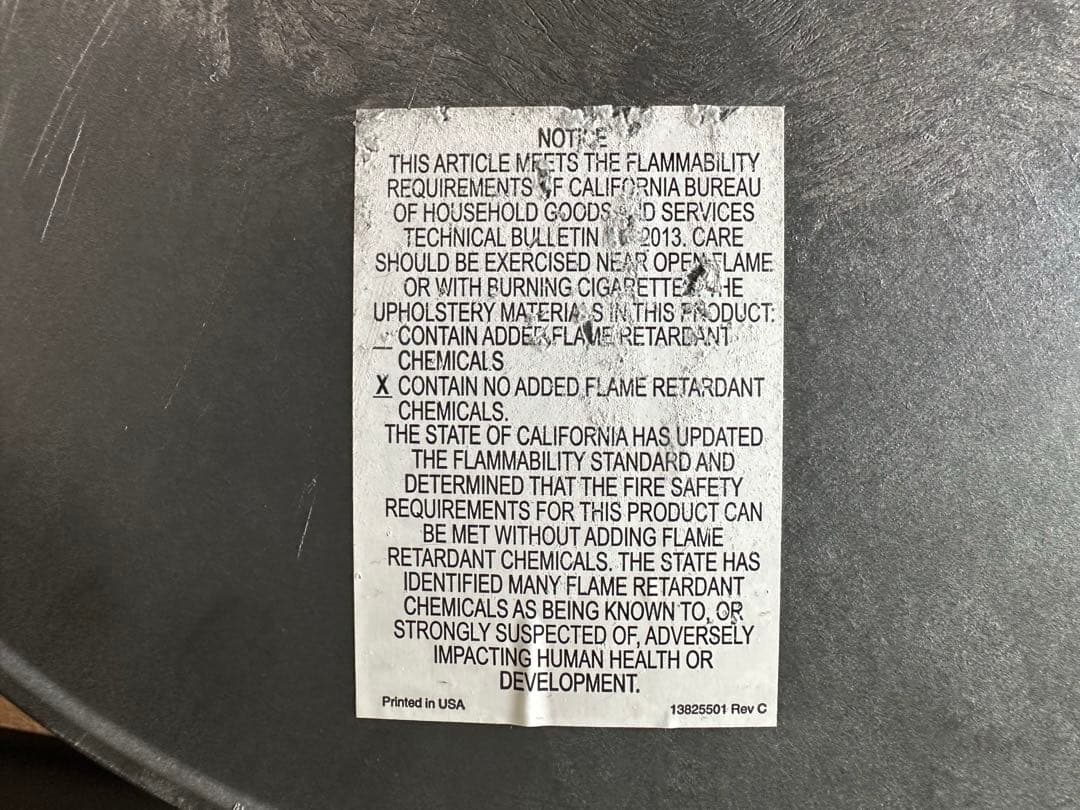 NOTICE
THIS ARTICLE MEETS THE FLAMMABILITY
REQUIREMENTS OF CALIFORNIA BUREAU
OF HOUSEHOLD GOODS AND SERVICES
TECHNICAL BULLETIN 2013. CARE
SHOULD BE EXERCISED NEAR OPEN FLAME
OR WITH BURNING CIGARETTE THE
UPHOLSTERY MATERIALS IN THIS PRODUCT:
_ CONTAIN ADDED FLAME RETARDANT
CHEMICALS
X CONTAIN NO ADDED FLAME RETARDANT
CHEMICALS.
THE STATE OF CALIFORNIA HAS UPDATED
THE FLAMMABILITY STANDARD AND
DETERMINED THAT THE FIRE SAFETY
REQUIREMENTS FOR THIS PRODUCT CAN
BE MET WITHOUT ADDING FLAME
RETARDANT CHEMICALS. THE STATE HAS
IDENTIFIED MANY FLAME RETARDANT
CHEMICALS AS BEING KNOWN TO, OR
STRONGLY SUSPECTED OF, ADVERSELY
IMPACTING HUMAN HEALTH OR
DEVELOPMENT.
Printed in USA 13825501 Rev C